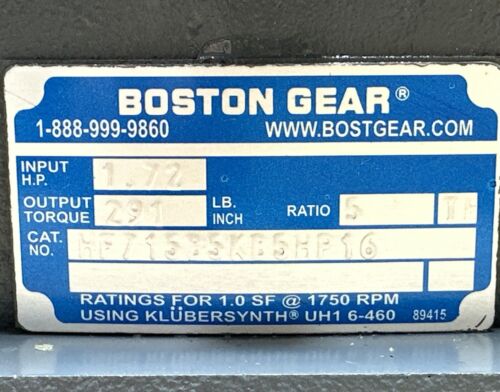 BOSTON GEAR®
1-888-999-9860 WWW.BOSTGEAR.COM
INPUT H.P. 1.72
OUTPUT TORQUE 291 LB. INCH RATIO 5
CAT. NO.
RATINGS FOR 1.0 SF @ 1750 RPM
USING KLÜBERSYNTH® UH1 6-460 89415